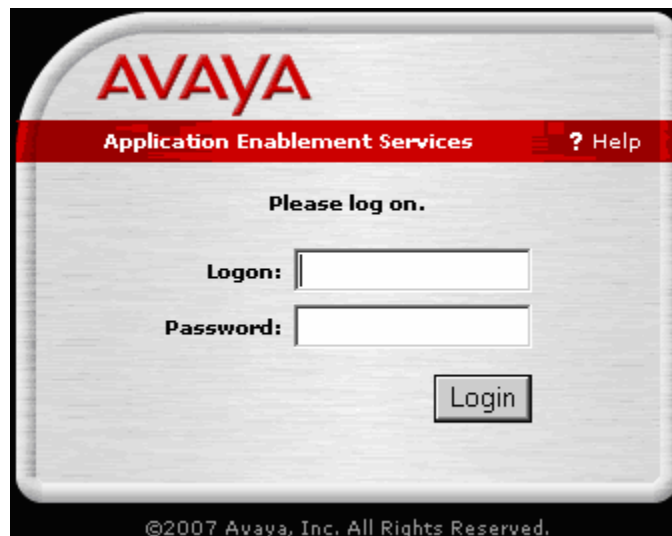 AVAYA
Application Enablement Services ? Help
Please log on.
Logon:
Password:
Login
©2007 Avaya, Inc. All Rights Reserved.